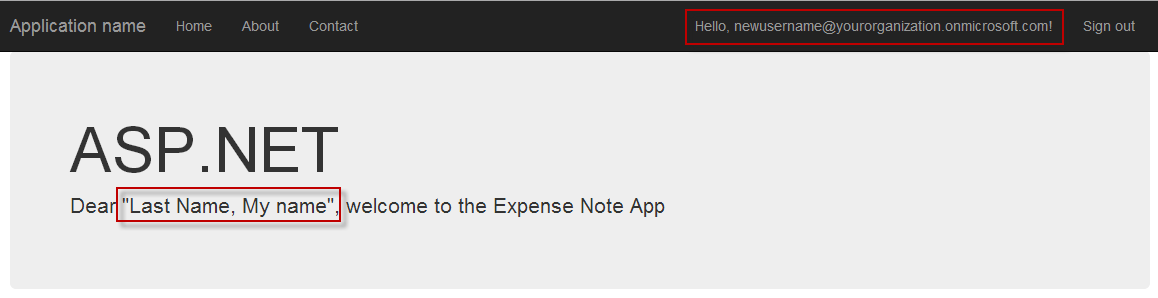 Application name Home About Contact Hello, newusername@yourorganization.onmicrosoft.com! Sign out
ASP.NET
Dear "Last Name, My name", welcome to the Expense Note App